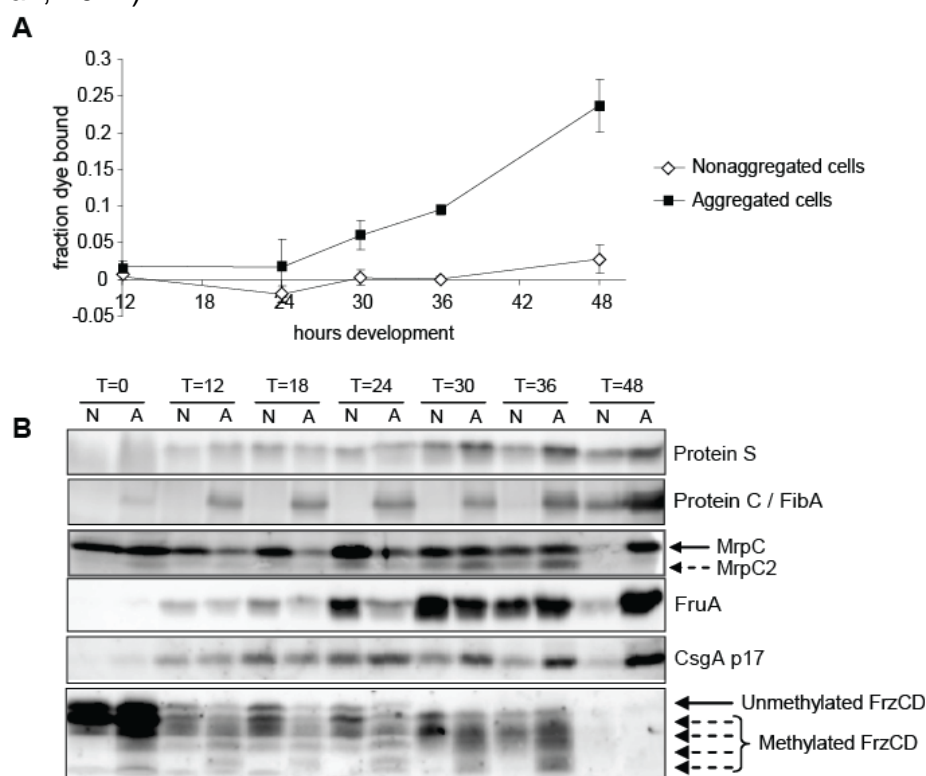 A
0.3
0.25
0.2
0.15
0.1
0.05
0
-0.05
12 18 24 30 36 42 48
fraction dye bound
hours development
Nonaggregated cells
Aggregated cells
T=0 T=12 T=18 T=24 T=30 T=36 T=48
N A N A N A N A N A N A N A
B
Protein S
Protein C / FibA
MrpC
MrpC2
FruA
CsgA p17
Unmethylated FrzCD
Methylated FrzCD